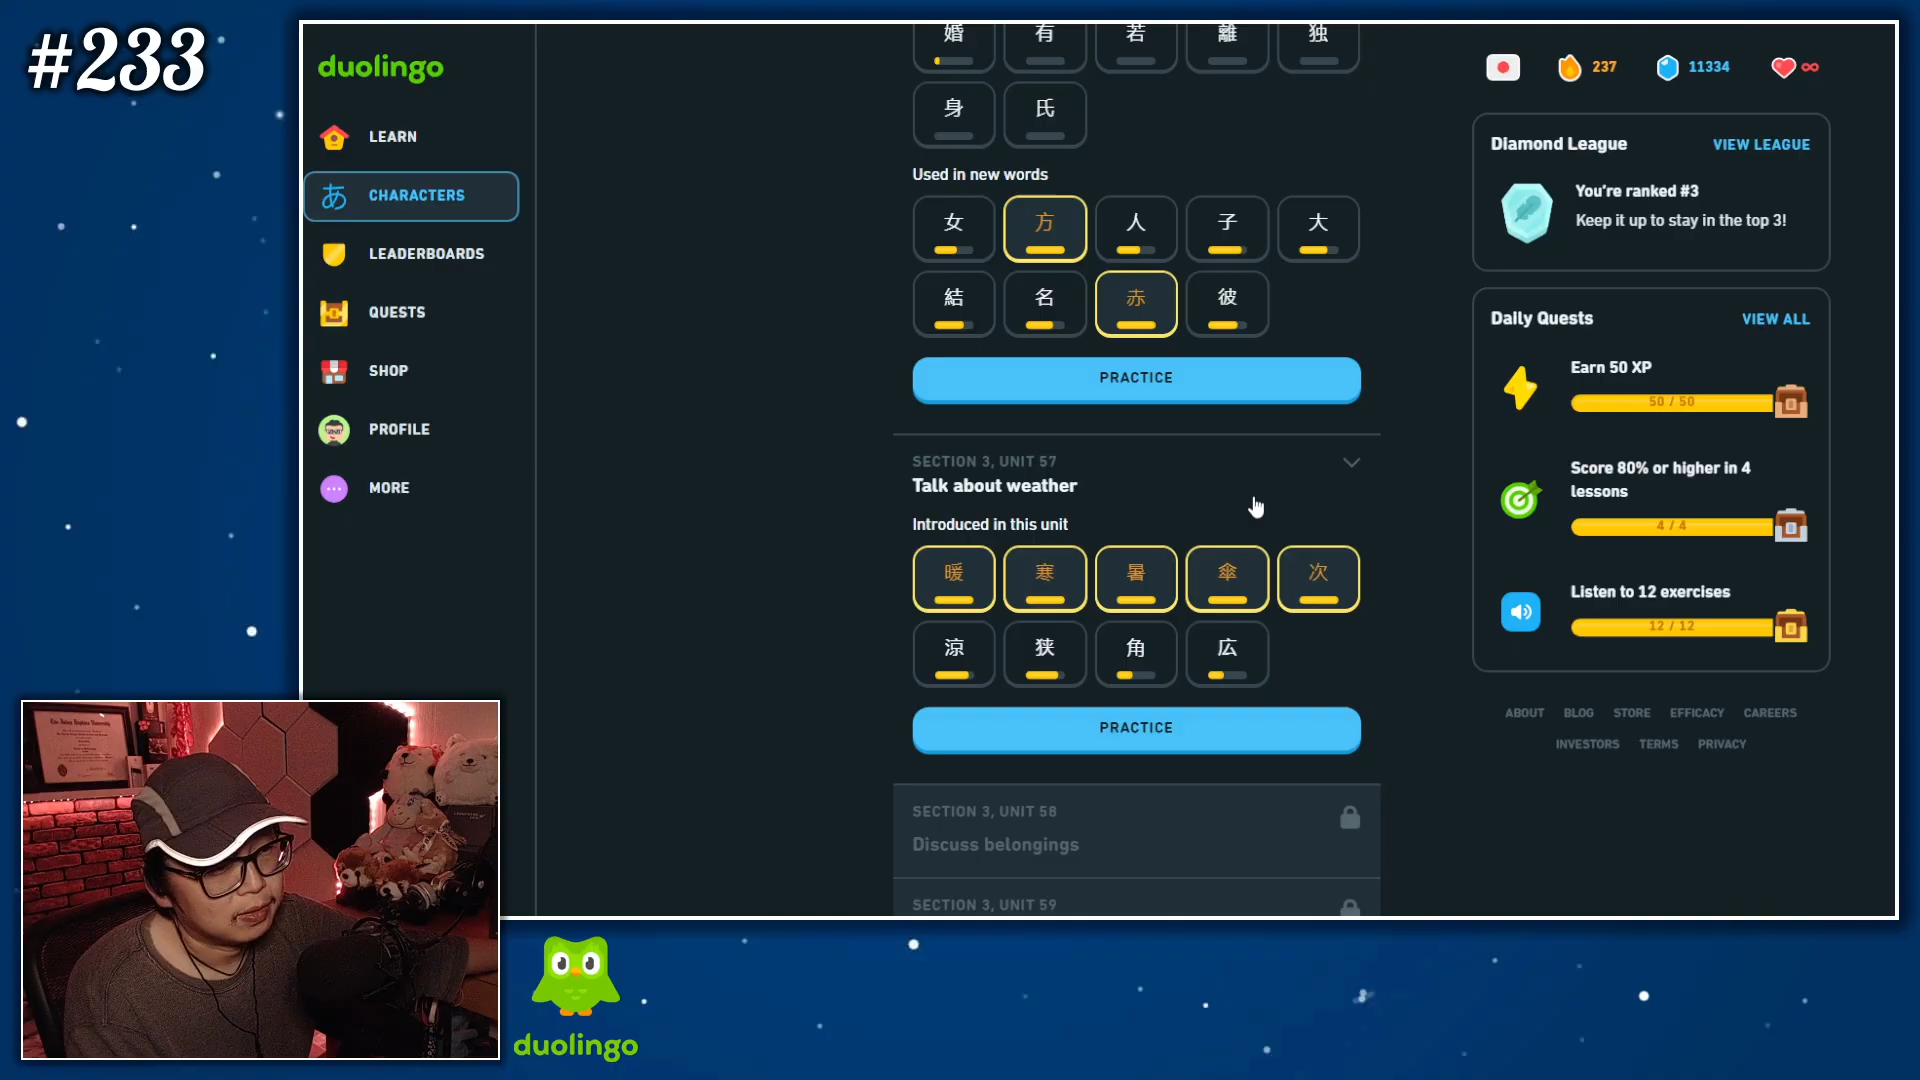 #233
duolingo
LEARN
あ CHARACTERS
LEADERBOARDS
QUESTS
SHOP
PROFILE
MORE
婚 有 若 離 独
身 氏
Used in new words
女 方 人 子 大
結 名 赤 彼
PRACTICE
SECTION 3, UNIT 57
Talk about weather
Introduced in this unit
暖 寒 暑 傘 次
涼 狭 角 広
PRACTICE
SECTION 3, UNIT 58
Discuss belongings
SECTION 3, UNIT 59
237 11334 ∞
Diamond League VIEW LEAGUE
You're ranked #3
Keep it up to stay in the top 3!
Daily Quests VIEW ALL
Earn 50 XP
50 / 50
Score 80% or higher in 4
lessons
4 / 4
Listen to 12 exercises
12 / 12
ABOUT BLOG STORE EFFICACY CAREERS
INVESTORS TERMS PRIVACY
duolingo